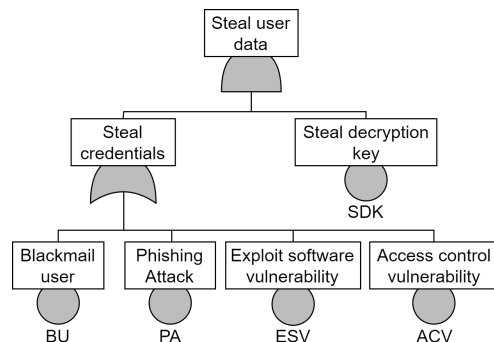 Steal user
data
Steal
credentials
Steal decryption
key
SDK
Blackmail
user
Phishing
Attack
Exploit software
vulnerability
Access control
vulnerability
BU
PA
ESV
ACV